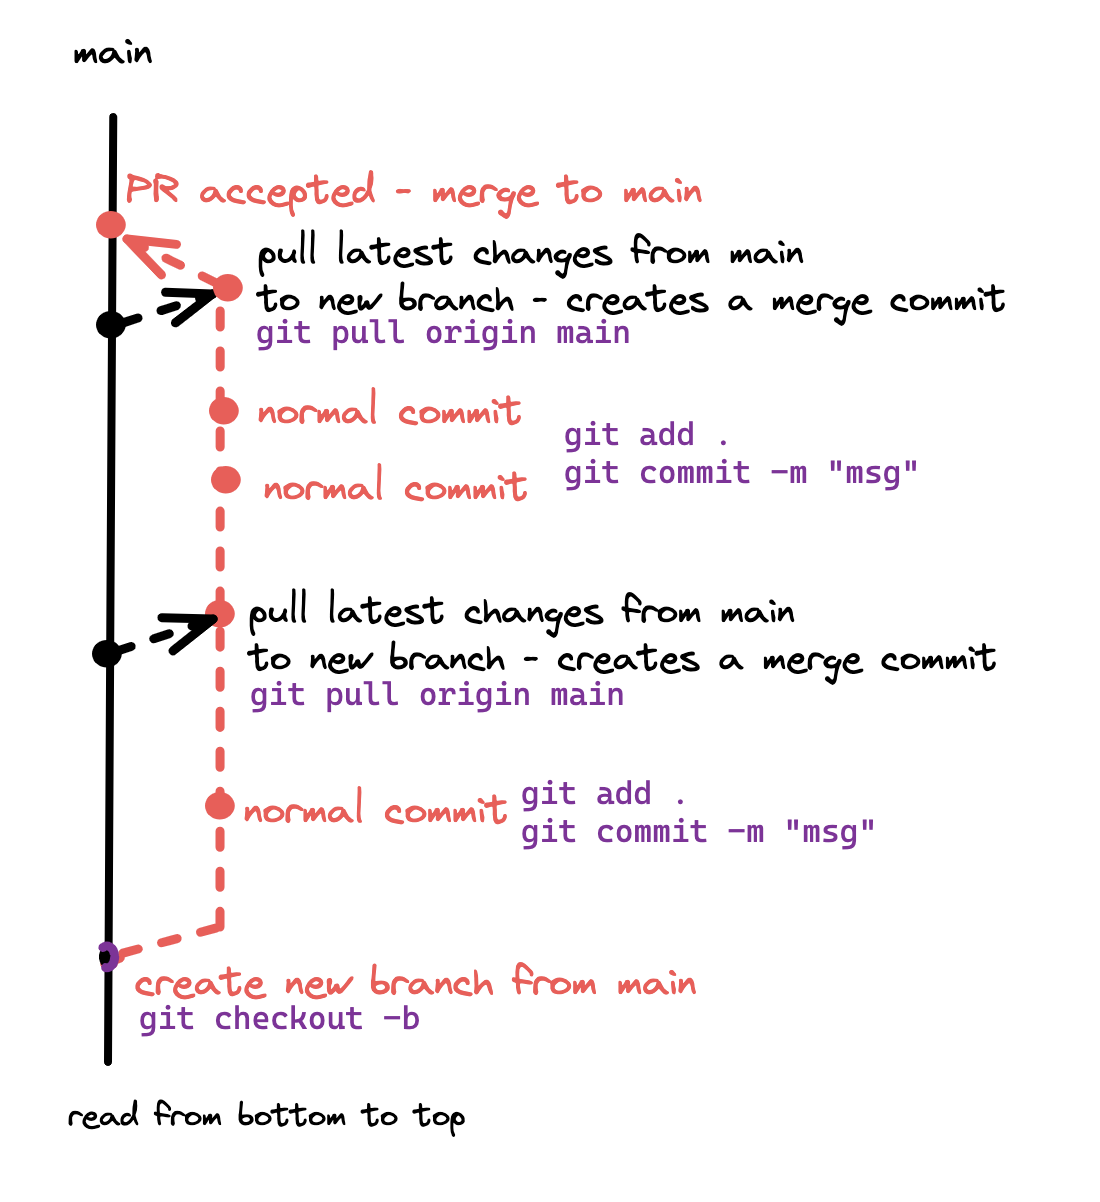 main
PR accepted - merge to main
pull latest changes from main
to new branch - creates a merge commit
git pull origin main
normal commit
git add .
git commit -m "msg"
normal commit
pull latest changes from main
to new branch - creates a merge commit
git pull origin main
normal commit
git add .
git commit -m "msg"
create new branch from main
git checkout -b
read from bottom to top